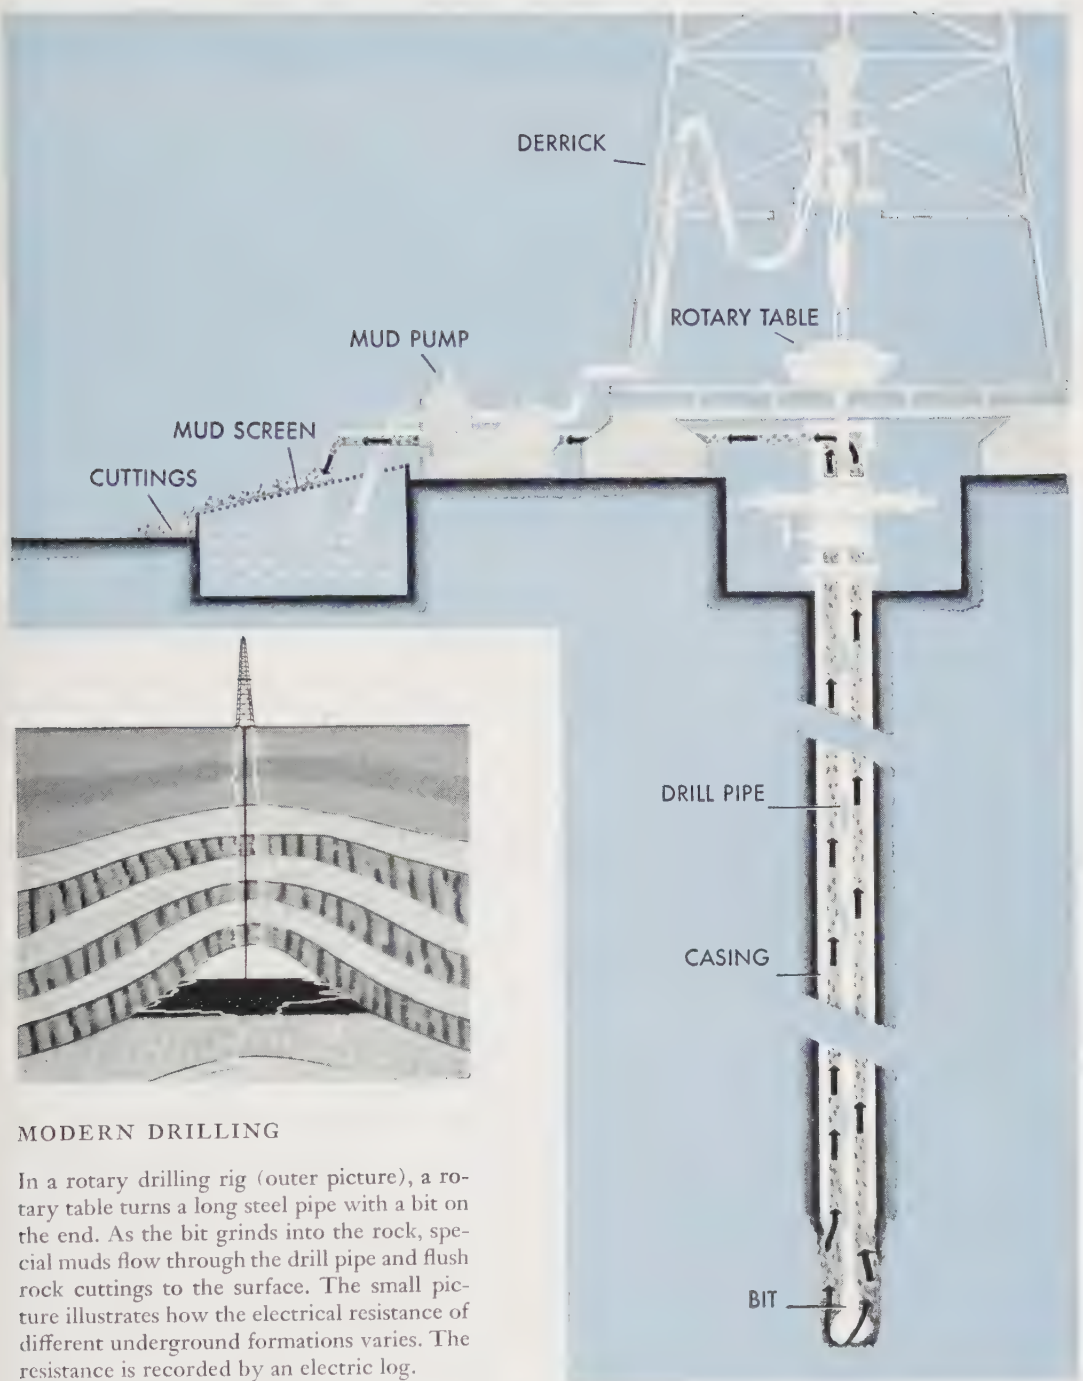 DERRICK
ROTARY TABLE
MUD PUMP
MUD SCREEN
CUTTINGS
DRILL PIPE
CASING
BIT
MODERN DRILLING
In a rotary drilling rig (outer picture), a ro-
tary table turns a long steel pipe with a bit on
the end. As the bit grinds into the rock, spe-
cial muds flow through the drill pipe and flush
rock cuttings to the surface. The small pic-
ture illustrates how the electrical resistance of
different underground formations varies. The
resistance is recorded by an electric log.